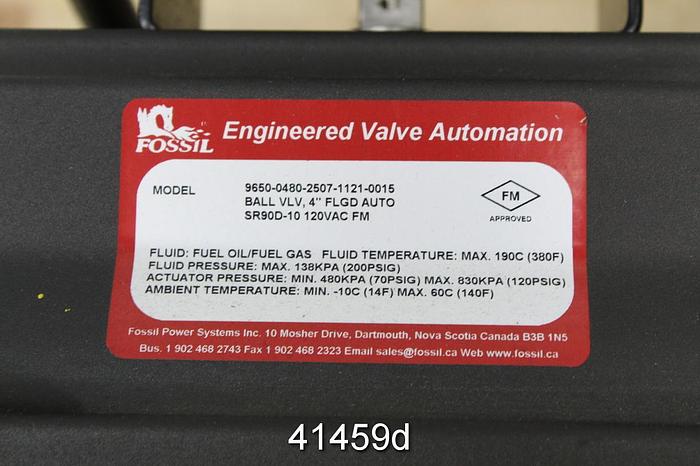 FOSSIL
Engineered Valve Automation
MODEL 9650-0480-2507-1121-0015
BALL VLV, 4" FLGD AUTO
SR90D-10 120VAC FM
FM
APPROVED
FLUID: FUEL OIL/FUEL GAS FLUID TEMPERATURE: MAX. 190C (380F)
FLUID PRESSURE: MAX. 138KPA (200PSIG)
ACTUATOR PRESSURE: MIN. 480KPA (70PSIG) MAX. 830KPA (120PSIG)
AMBIENT TEMPERATURE: MIN. -10C (14F) MAX. 60C (140F)
Fossil Power Systems Inc. 10 Mosher Drive, Dartmouth, Nova Scotia Canada B3B 1N5
Bus. 1 902 468 2743 Fax 1 902 468 2323 Email sales@fossil.ca Web www.fossil.ca
41459d